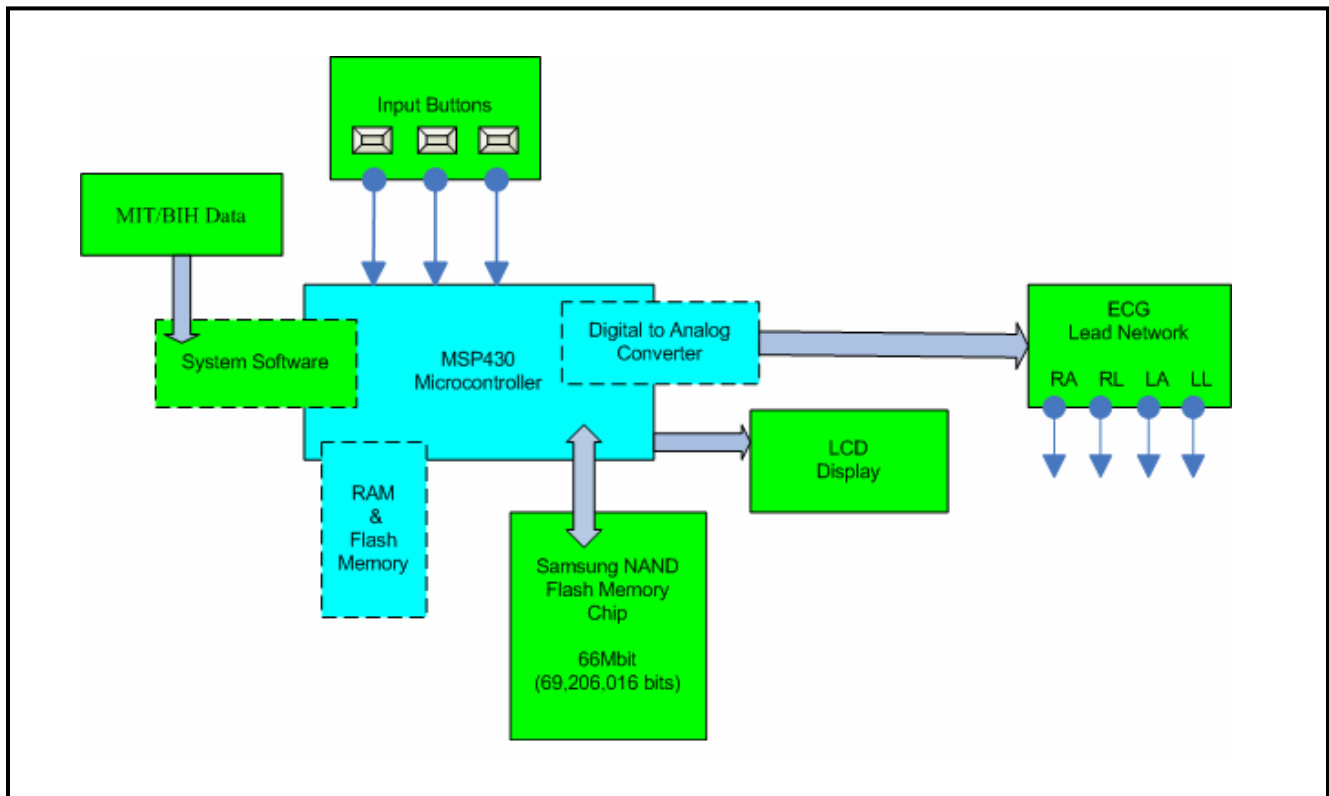 Input Buttons
MIT/BIH Data
System Software
MSP430
Microcontroller
Digital to Analog
Converter
ECG
Lead Network
RA RL LA LL
LCD
Display
RAM
&
Flash
Memory
Samsung NAND
Flash Memory
Chip
66Mbit
(69,206,016 bits)